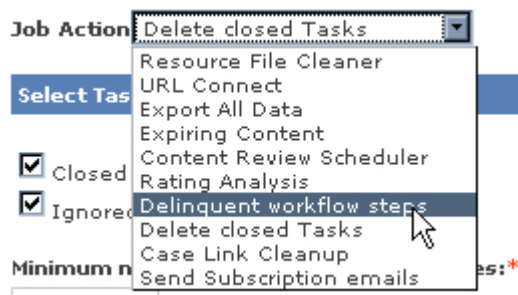 Job Action Delete closed Tasks
Resource File Cleaner
URL Connect
Export All Data
Expiring Content
Content Review Scheduler
Rating Analysis
Delinquent workflow steps
Delete closed Tasks
Case Link Cleanup
Send Subscription emails
Select Tas
Closed
Ignored
Minimum n es:*